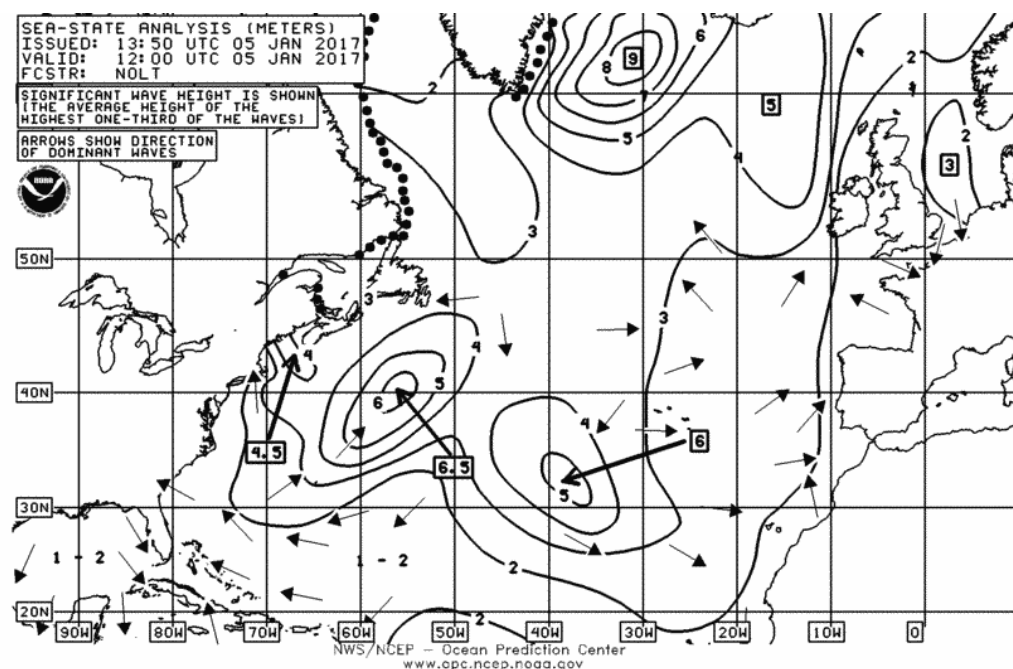 SEA-STATE ANALYSIS (METERS)
ISSUED: 13:50 UTC 05 JAN 2017
VALID: 12:00 UTC 05 JAN 2017
FCSTR: NOLT
SIGNIFICANT WAVE HEIGHT IS SHOWN
(THE AVERAGE HEIGHT OF THE
HIGHEST ONE-THIRD OF THE WAVES)
ARROWS SHOW DIRECTION
OF DOMINANT WAVES
NOAA
6
9
8
7
5
2
2
5
4
2
3
3
50N
3
3
4
4
5
40N
6
4
4.5
6.5
6
5
30N
1 - 2
1 - 2
2
20N
2
90W
80W
70W
60W
50W
40W
30W
20W
10W
0
NWS/NCEP – Ocean Prediction Center
www.opc.ncep.noaa.gov